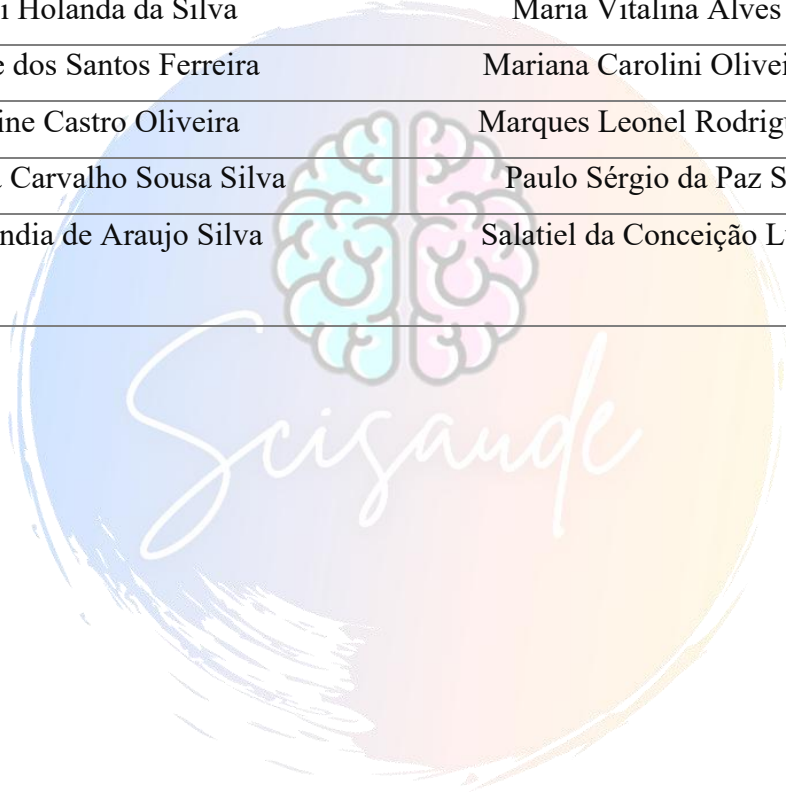 Holanda da Silva Maria Vitalina Alves
dos Santos Ferreira Mariana Carolini
Castro Oliveira Marques Leonel
Carvalho Sousa Silva Paulo Sérgio da Paz
de Araujo Silva Salatiel da Conceição
Scisaude